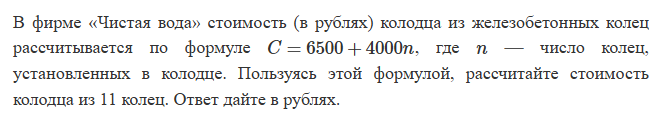 В фирме «Чистая вода» стоимость (в рублях) колодца из железобетонных колец
рассчитывается по формуле C = 6500 + 4000n, где n — число колец,
установленных в колодце. Пользуясь этой формулой, рассчитайте стоимость
колодца из 11 колец. Ответ дайте в рублях.